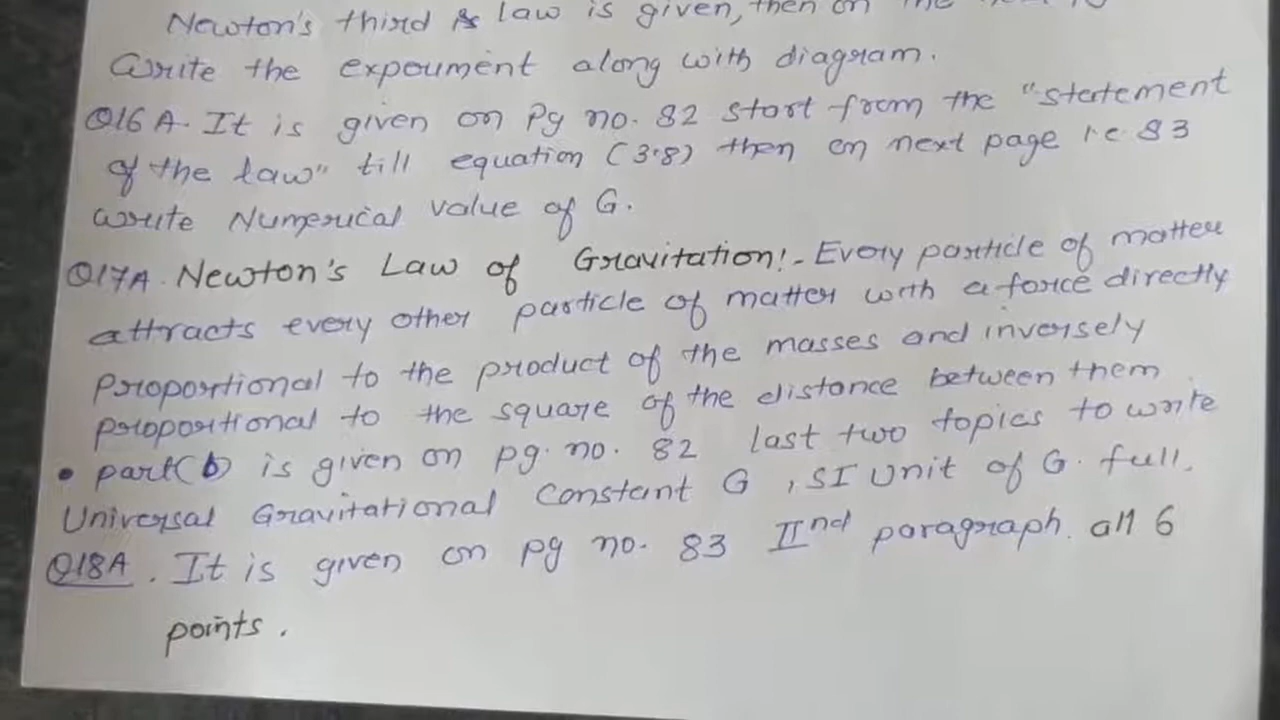 Newton's third law is given, then on the
Write the expoument along with diagram.
Q16 A. It is given on Pg no. 82 start from the "statement
of the law" till equation (3.8) then on next page i.e 83
write Numerical value of G.
Q17A. Newton's Law of Gravitation:- Every particle of matter
attracts every other particle of matter with a force directly
proportional to the product of the masses and inversely
proportional to the square of the distance between them
• part(b) is given on pg. no. 82 last two topics to write
Universal Gravitational Constant G, SI Unit of G. full.
Q18A. It is given on pg no. 83 IInd paragraph. all 6
points.